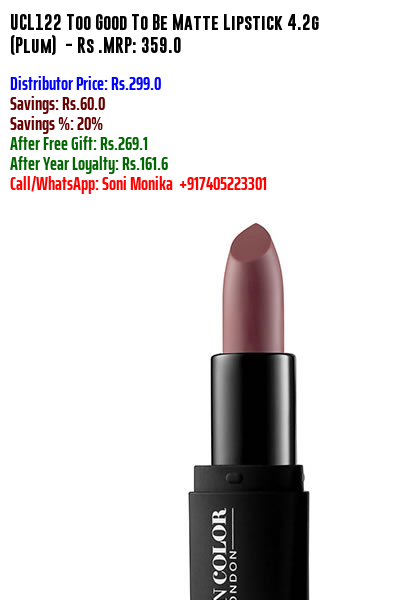 UCL122 Too Good To Be Matte Lipstick 4.2g
(Plum)  - Rs .MRP: 359.0
Distributor Price: Rs.299.0
Savings: Rs.60.0
Savings %: 20%
After Free Gift: Rs.269.1
After Year Loyalty: Rs.161.6
Call/WhatsApp: Soni Monika  +917405223301
N COLOR
ONDON